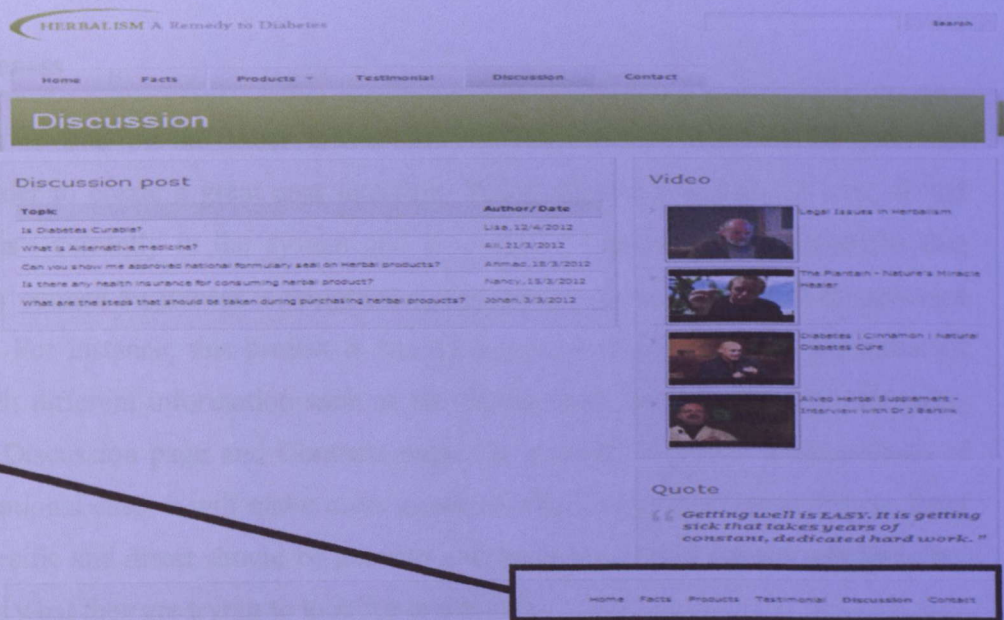 HERBALISM A Remedy to Diabetes
Search
Home Facts Products Testimonial Discussion Contact
Discussion
Discussion post
Topic Author/Date
Is Diabetes Curable? Lisa, 12/4/2012
What is Alternative medicine? Ali, 21/3/2012
Can you show me approved national formulary seal on Herbal products? Ahmad, 18/3/2012
Is there any health insurance for consuming herbal product? Nancy, 15/3/2012
What are the steps that should be taken during purchasing herbal products? Johan, 3/3/2012
Video
Legal Issues in Herbalism
The Plantain - Nature's Miracle
Healer
Diabetes | Cinnamon | Natural
Diabetes Cure
Alveo Herbal Supplement -
Interview with Dr J
Quote
“ Getting well is EASY. It is getting
sick that takes years of
constant, dedicated hard work. "
Home Facts Products Testimonial Discussion Contact